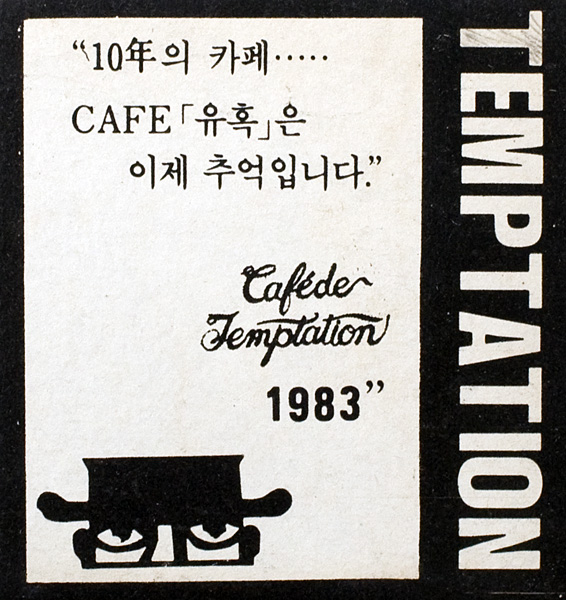 “10年의 카페·····
CAFE「유혹」은
이제 추억입니다.”
Caféde
Temptation
1983”
TEMPTATION